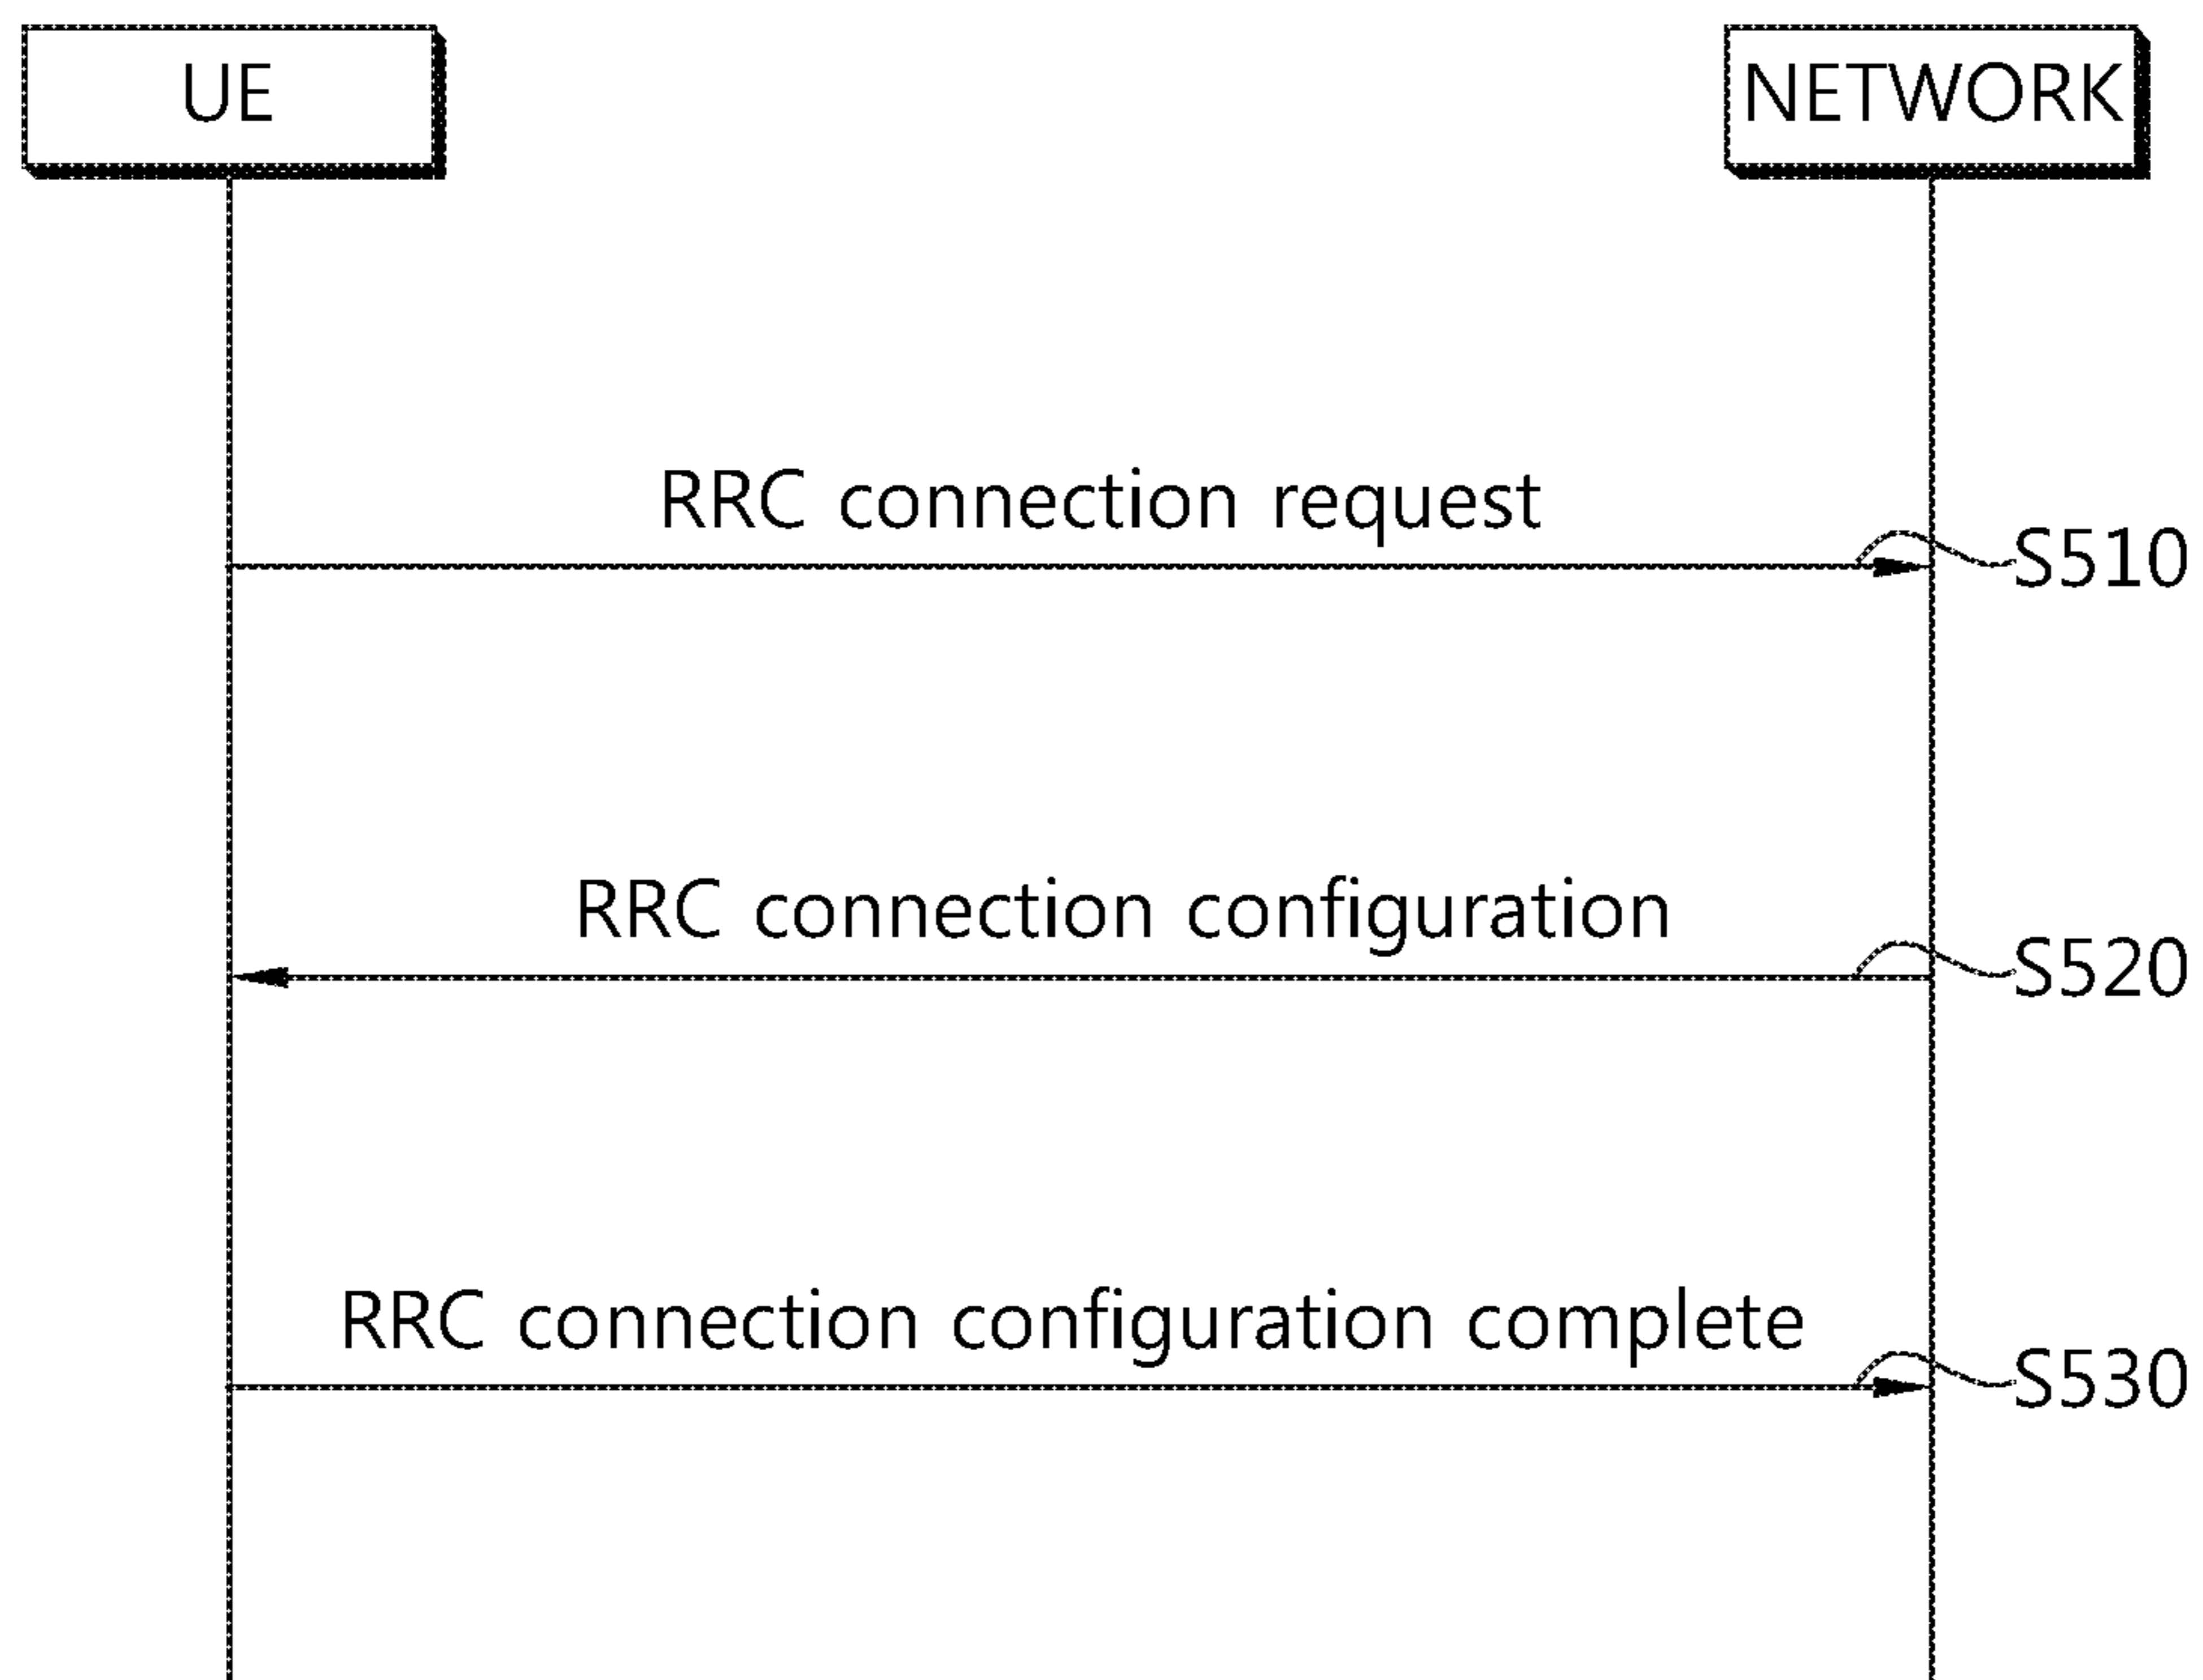 UE
NETWORK
RRC connection request
S510
RRC connection configuration
S520
RRC connection configuration complete
S530